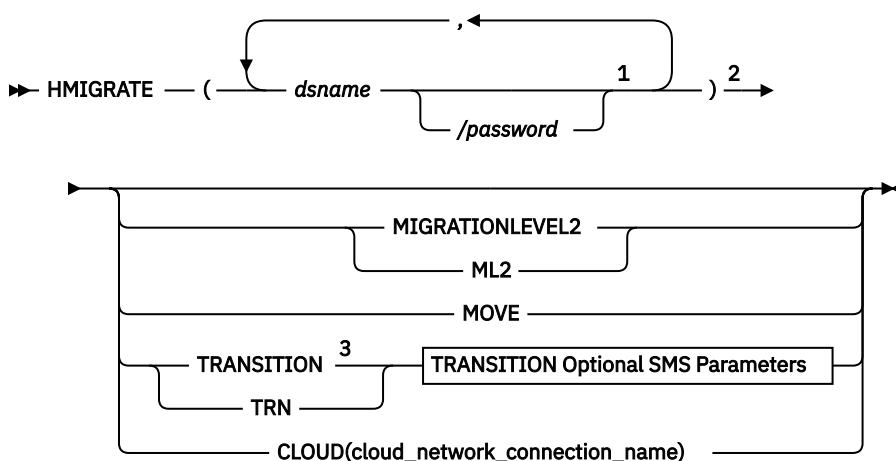 ,
HMIGRATE ( dsname 1 ) 2
/password
MIGRATIONLEVEL2
ML2
MOVE
TRANSITION 3 TRANSITION Optional SMS Parameters
TRN
CLOUD(cloud_network_connection_name)